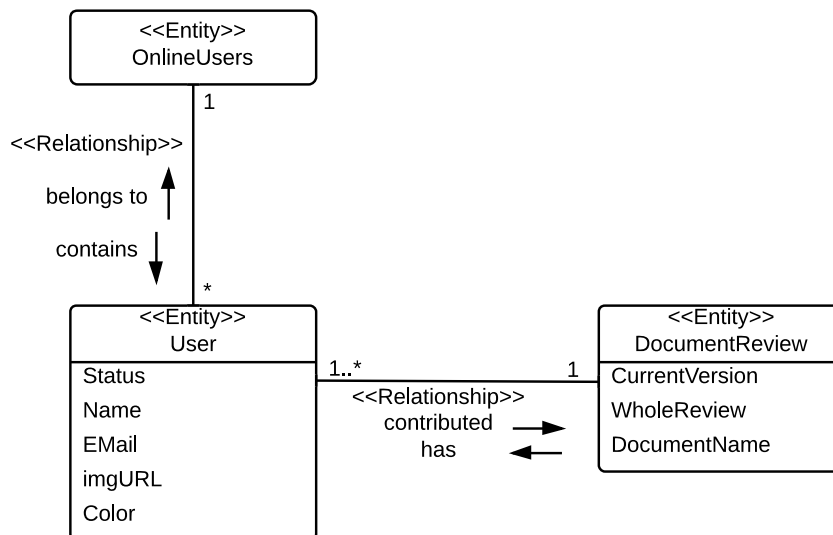 <<Entity>>
OnlineUsers
1
<<Relationship>>
belongs to
contains
*
<<Entity>>
User
Status
Name
EMail
imgURL
Color
1..*
1
<<Relationship>>
contributed
has
<<Entity>>
DocumentReview
CurrentVersion
WholeReview
DocumentName